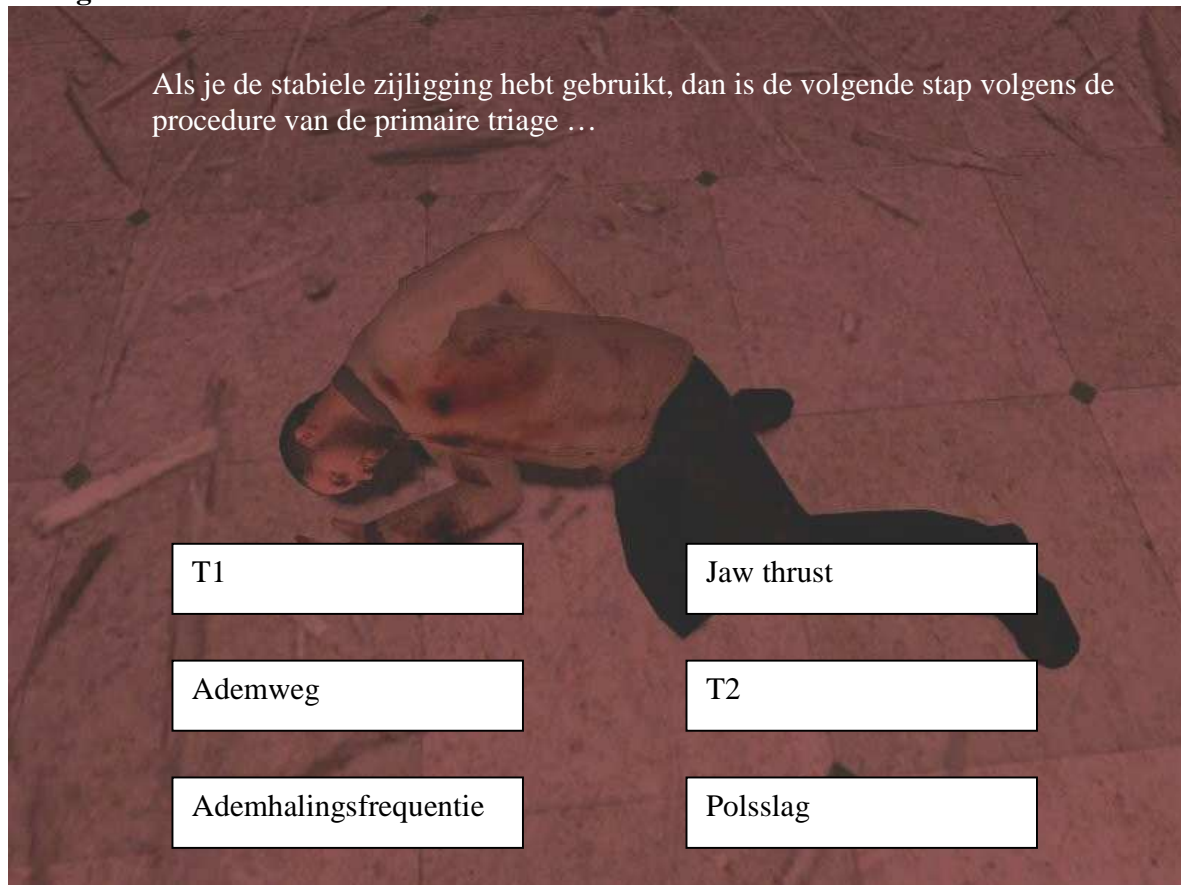 Als je de stabiele zijligging hebt gebruikt, dan is de volgende stap volgens de
procedure van de primaire triage …
T1
Jaw thrust
Ademweg
T2
Ademhalingsfrequentie
Polsslag